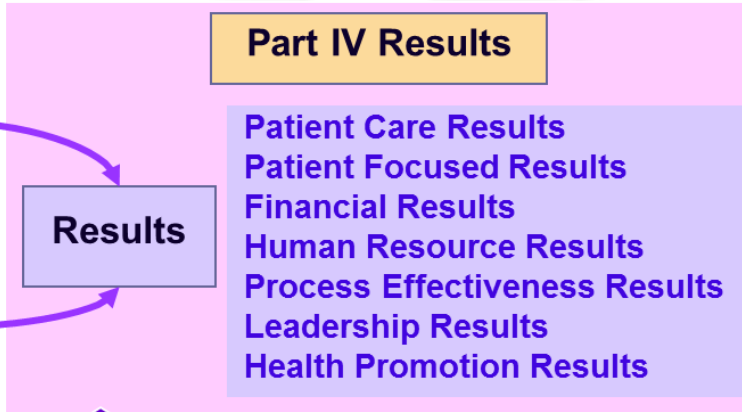 Part IV Results
Patient Care Results
Patient Focused Results
Financial Results
Human Resource Results
Process Effectiveness Results
Leadership Results
Health Promotion Results
Results